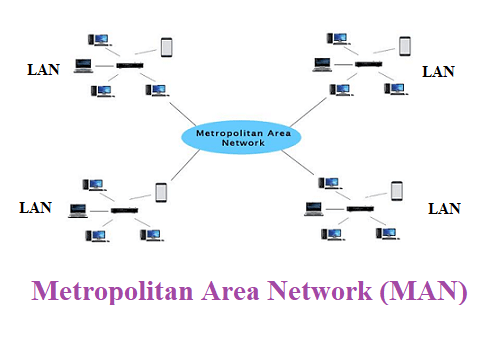 LAN
LAN
Metropolitan Area
Network
LAN
LAN
Metropolitan Area Network (MAN)